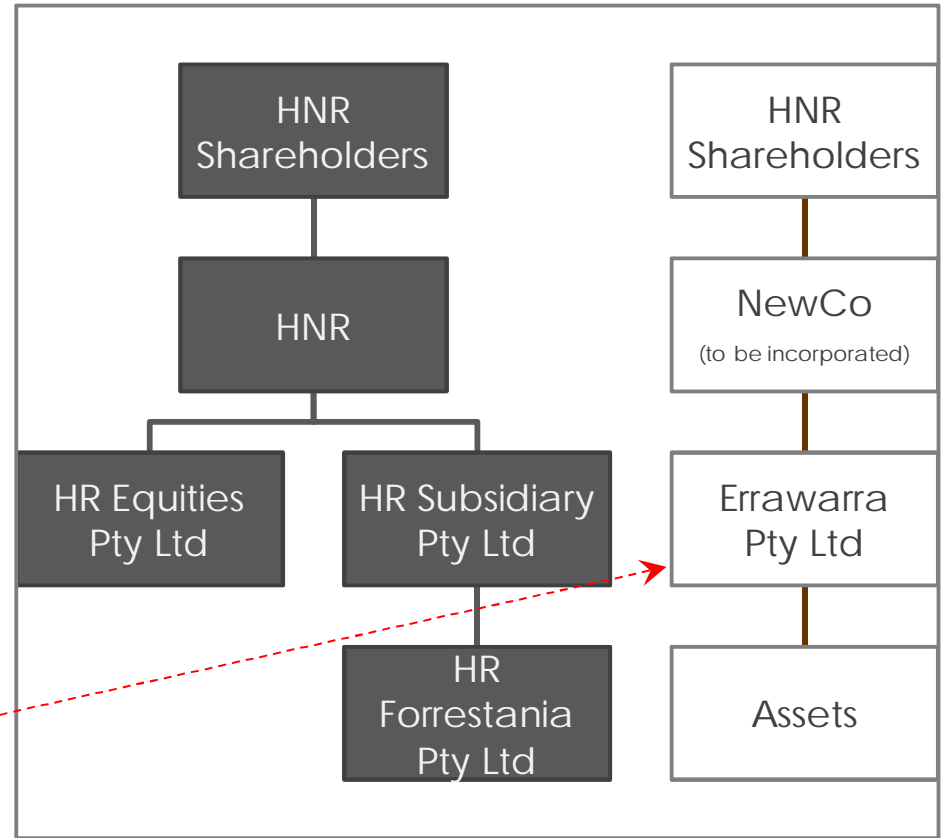 HNR
Shareholders
HNR
Shareholders
HNR
NewCo
(to be incorporated)
HR Equities
Pty Ltd
HR Subsidiary
Pty Ltd
Errawarra
Pty Ltd
HR
Forrestania
Pty Ltd
Assets